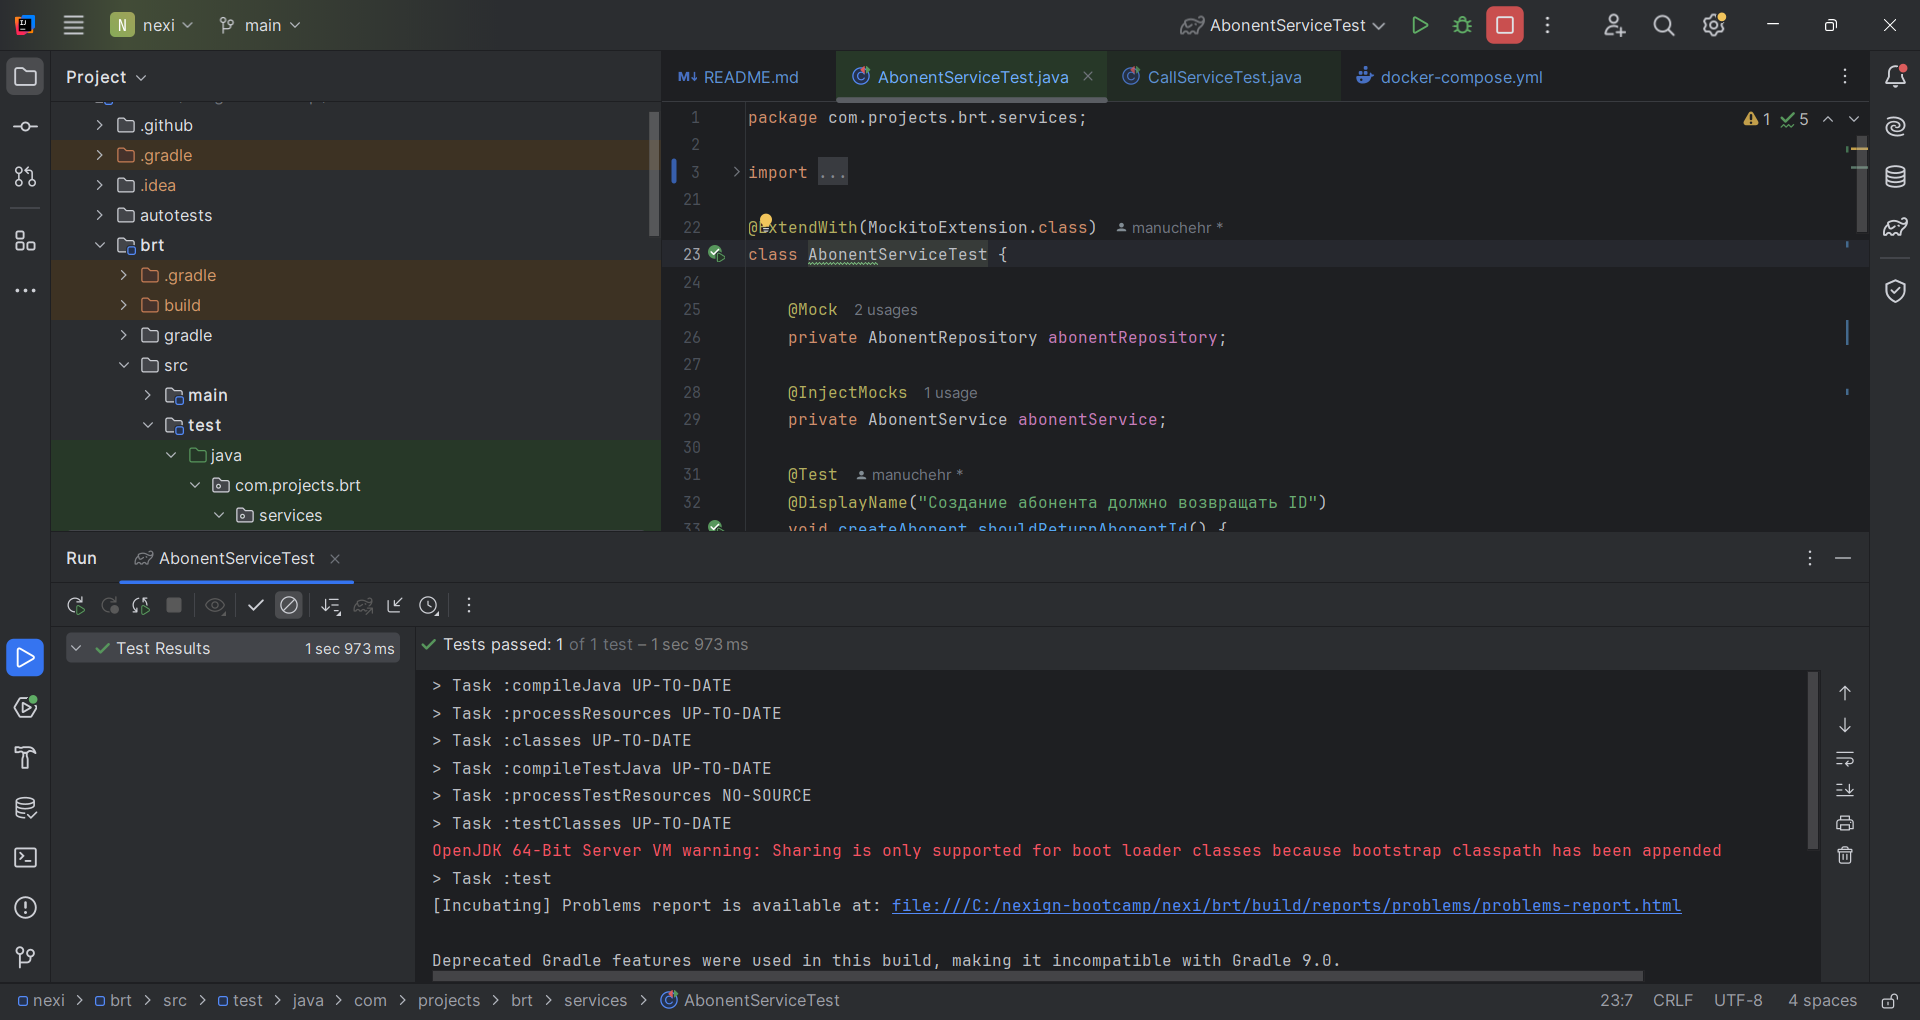 N nexi main AbonentServiceTest
Project
.github
.gradle
.idea
autotests
brt
.gradle
build
gradle
src
main
test
java
com.projects.brt
services
README.md AbonentServiceTest.java CallServiceTest.java docker-compose.yml
1 package com.projects.brt.services; 1 5
2
3 import ...
21
22 @ExtendWith(MockitoExtension.class) manuchehr *
23 class AbonentServiceTest {
24
25 @Mock 2 usages
26 private AbonentRepository abonentRepository;
27
28 @InjectMocks 1 usage
29 private AbonentService abonentService;
30
31 @Test manuchehr *
32 @DisplayName("Создание абонента должно возвращать ID")
33 void createAbonent_shouldReturnAbonentId() {
Run AbonentServiceTest
Test Results 1 sec 973 ms
Tests passed: 1 of 1 test – 1 sec 973 ms
> Task :compileJava UP-TO-DATE
> Task :processResources UP-TO-DATE
> Task :classes UP-TO-DATE
> Task :compileTestJava UP-TO-DATE
> Task :processTestResources NO-SOURCE
> Task :testClasses UP-TO-DATE
OpenJDK 64-Bit Server VM warning: Sharing is only supported for boot loader classes because bootstrap classpath has been appended
> Task :test
[Incubating] Problems report is available at: file:///C:/nexign-bootcamp/nexi/brt/build/reports/problems/problems-report.html
Deprecated Gradle features were used in this build, making it incompatible with Gradle 9.0.
nexi > brt > src > test > java > com > projects > brt > services > AbonentServiceTest 23:7 CRLF UTF-8 4 spaces